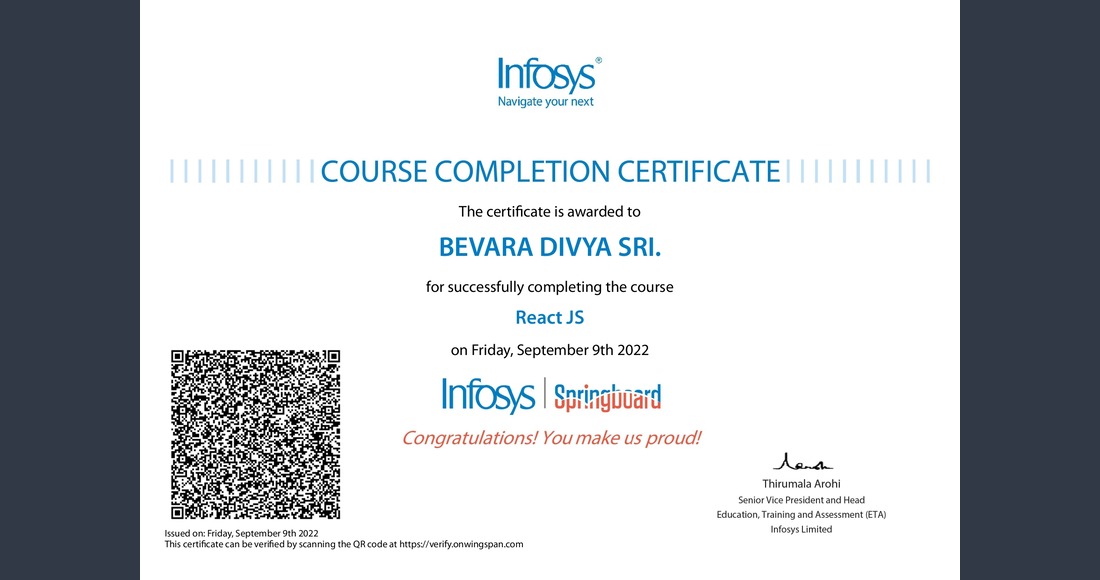 Infosys®
Navigate your next
COURSE COMPLETION CERTIFICATE
The certificate is awarded to
BEVARA DIVYA SRI.
for successfully completing the course
React JS
on Friday, September 9th 2022
Infosys | Springboard
Congratulations! You make us proud!
Thirumala Arohi
Senior Vice President and Head
Education, Training and Assessment (ETA)
Infosys Limited
Issued on: Friday, September 9th 2022
This certificate can be verified by scanning the QR code at https://verify.onwingspan.com